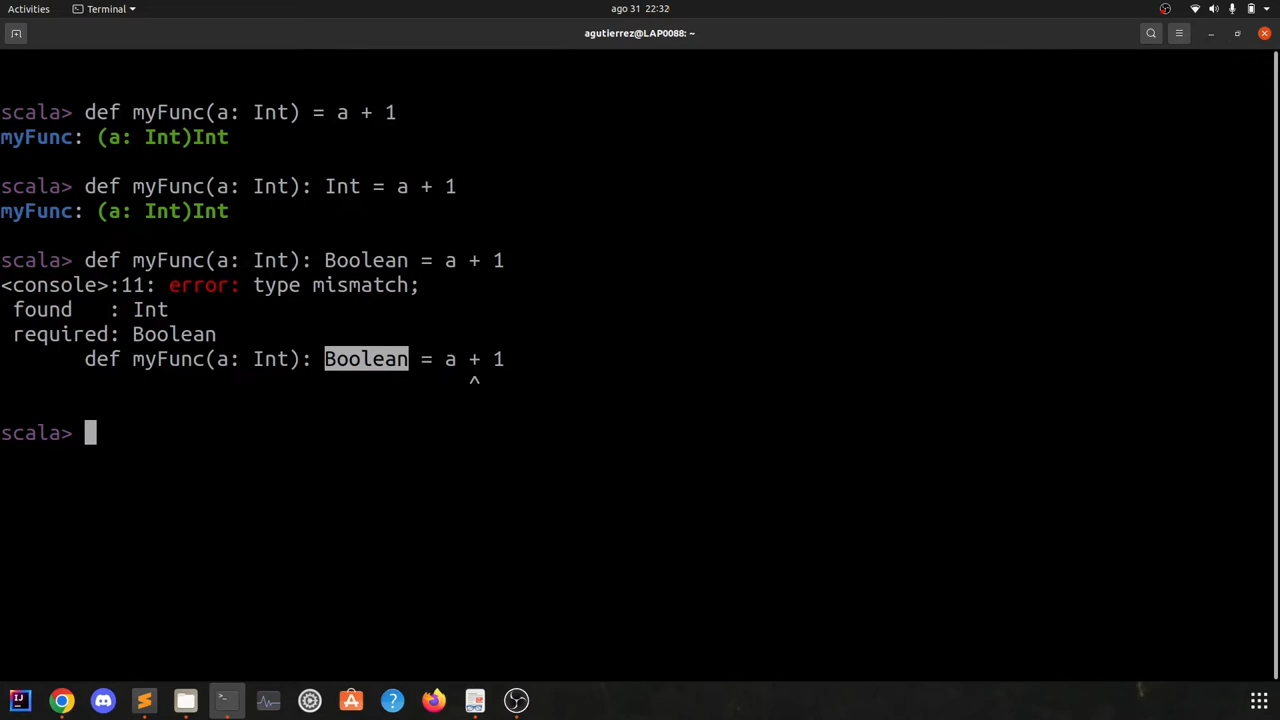 Activities
Terminal
ago 31 22:32
agutierrez@LAP0088: ~
scala> def myFunc(a: Int) = a + 1
myFunc: (a: Int)Int
scala> def myFunc(a: Int): Int = a + 1
myFunc: (a: Int)Int
scala> def myFunc(a: Int): Boolean = a + 1
<console>:11: error: type mismatch;
 found   : Int
 required: Boolean
       def myFunc(a: Int): Boolean = a + 1
                                       ^
scala>